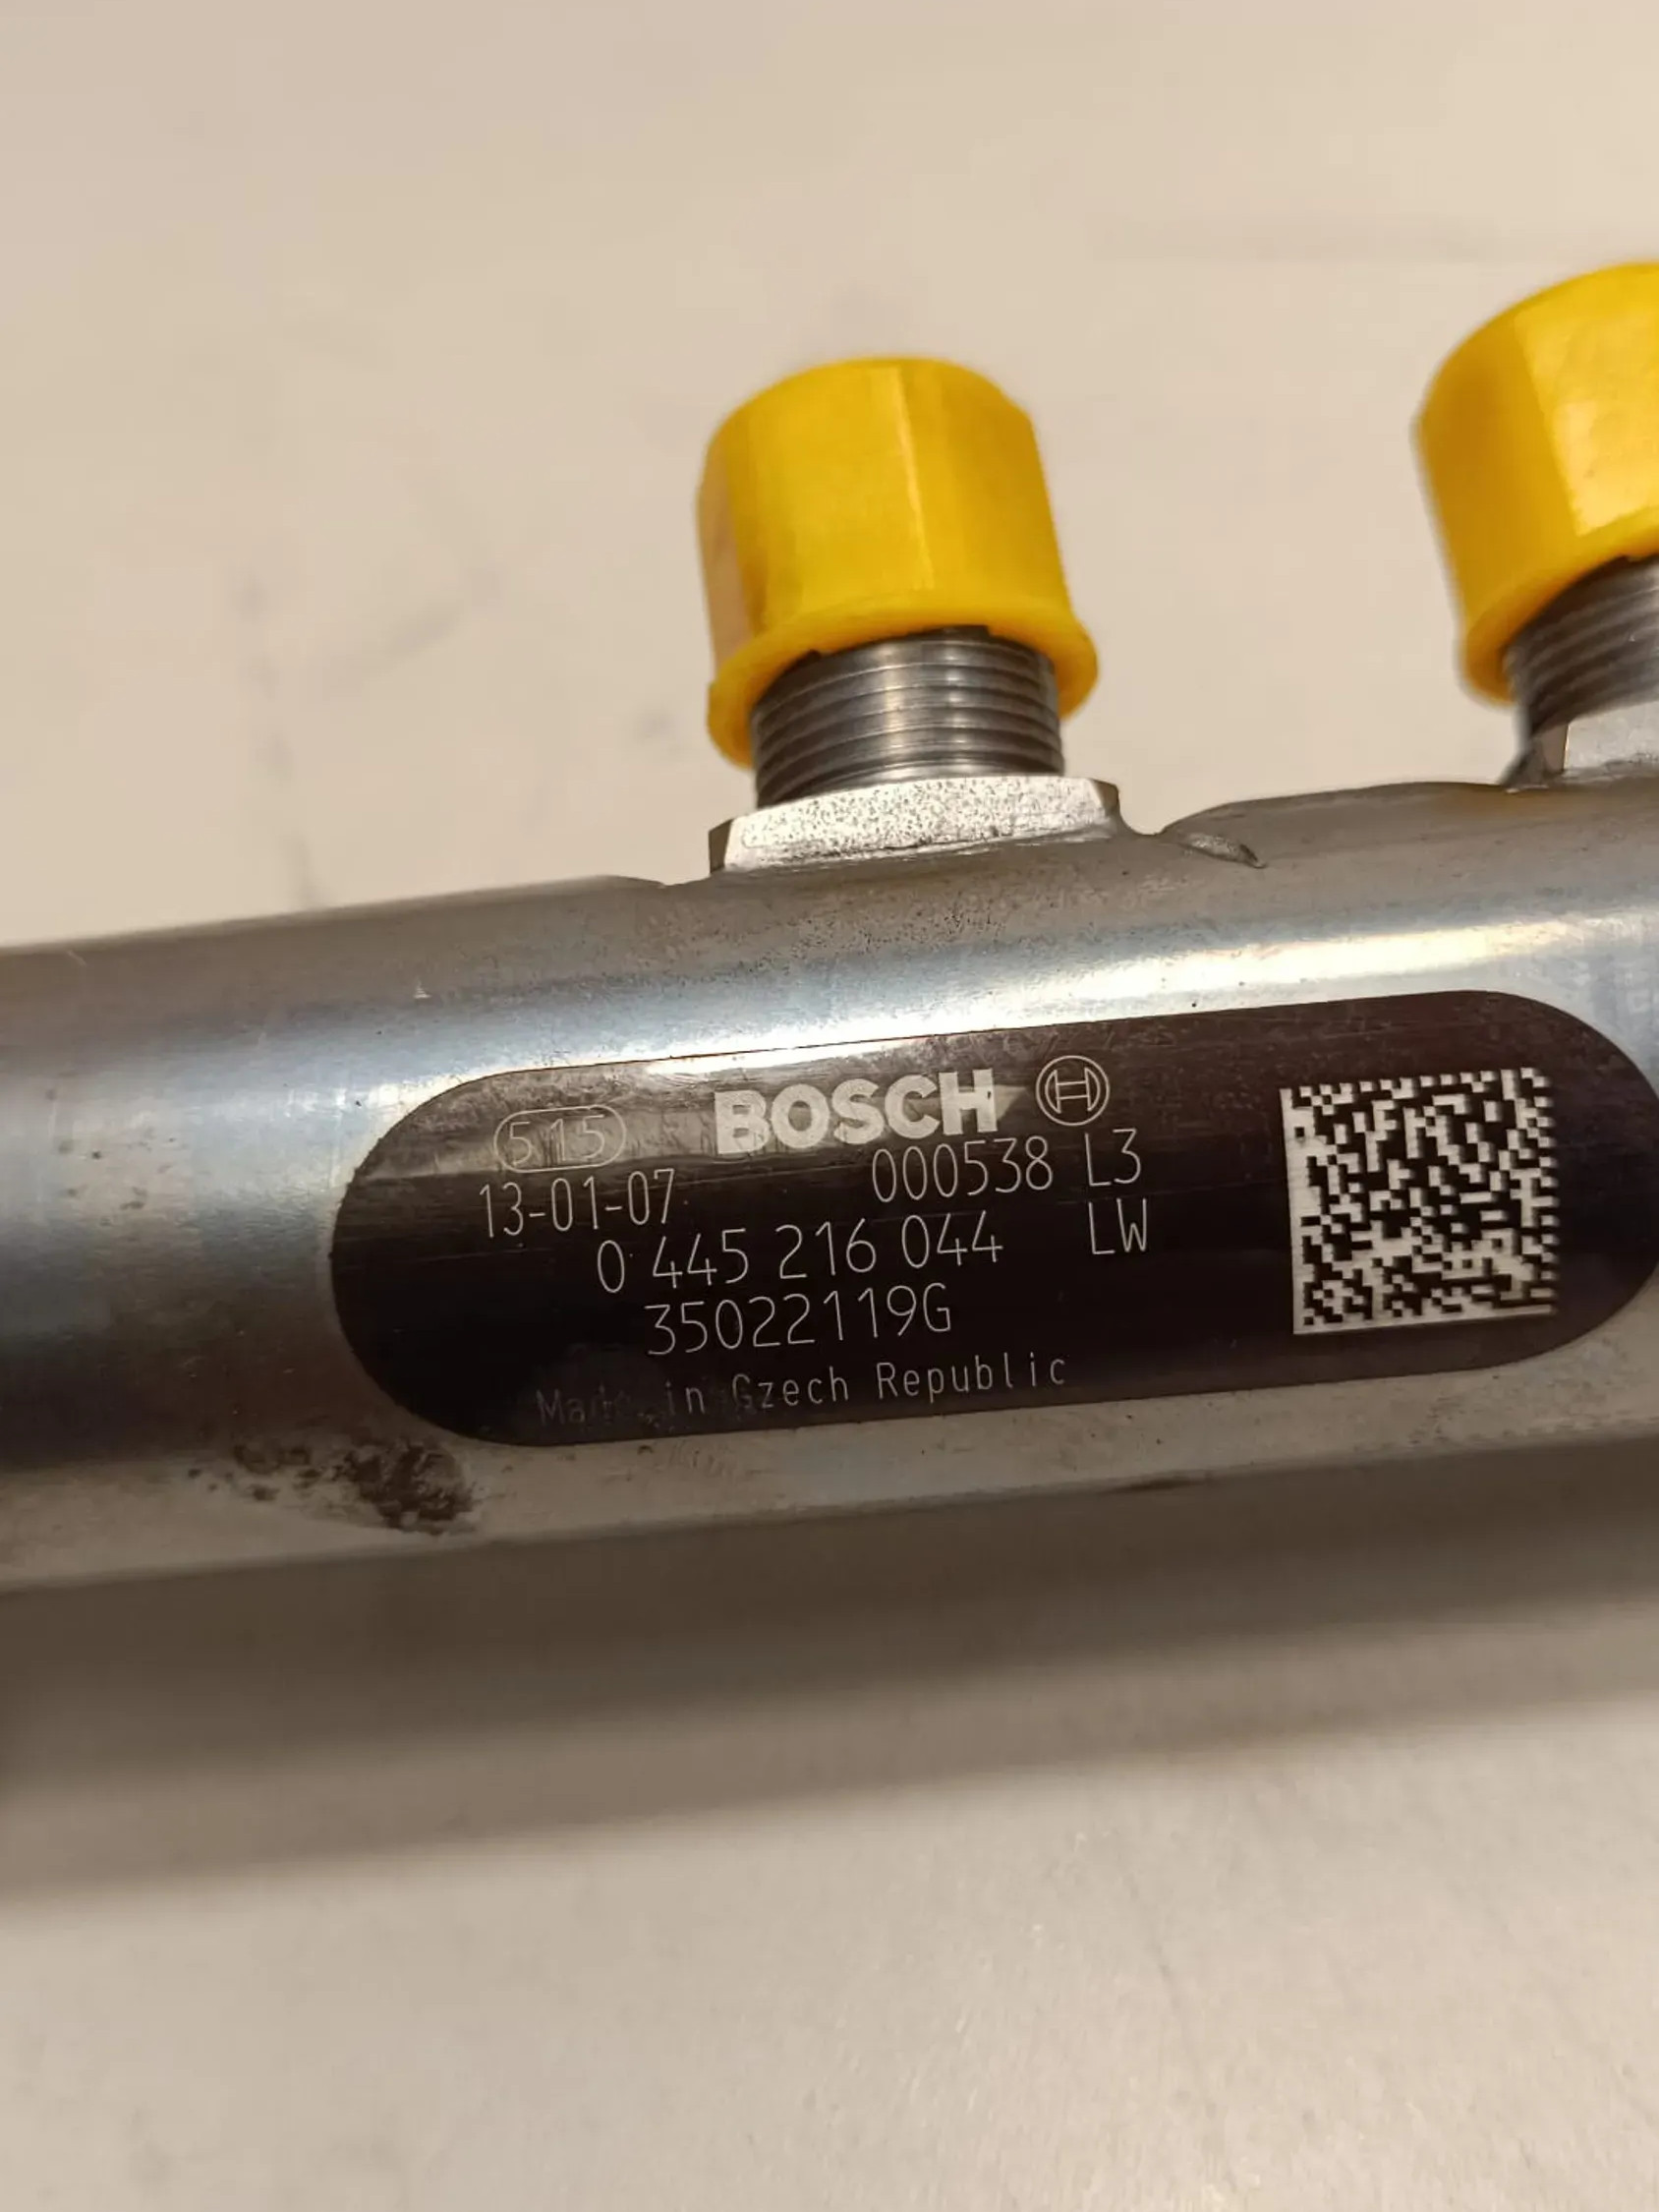 515 BOSCH
13-01-07 000538 L3
0 445 216 044 LW
35022119G
Made in Czech Republic